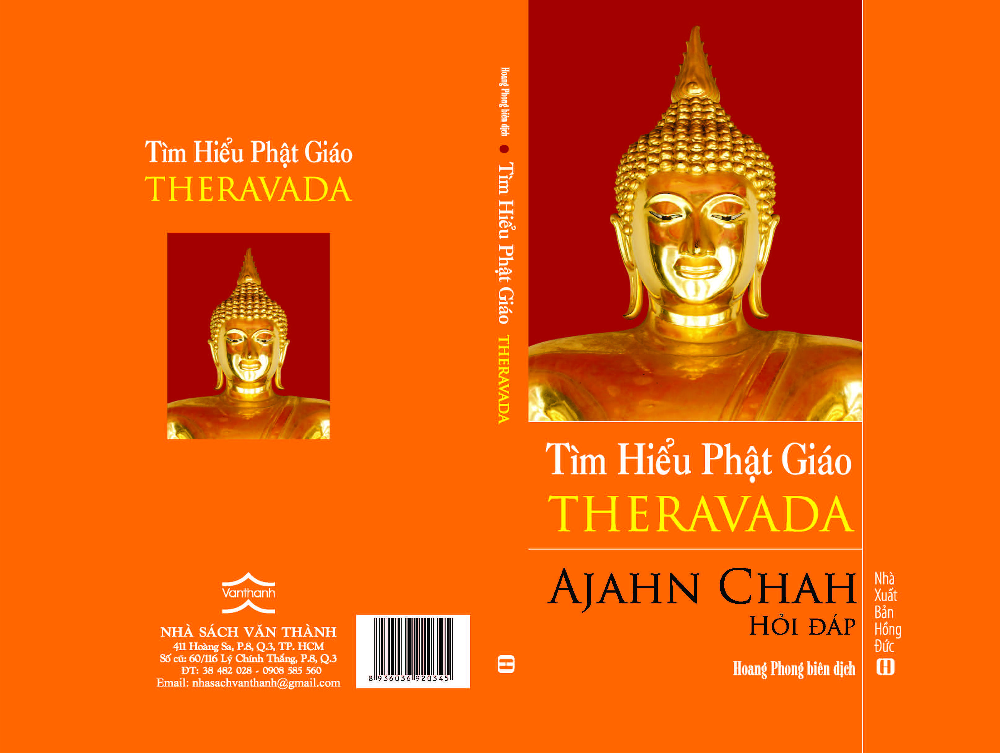 Tìm Hiểu Phật Giáo
THERAVADA
Vanthanh
NHÀ SÁCH VĂN THÀNH
411 Hoàng Sa, P.8, Q.3, TP. HCM
Số cũ: 60/116 Lý Chính Thắng, P.8, Q.3
ĐT: 38 482 028 - 0908 585 560
Email: nhasachvanthanh@gmail.com
8 936036 920345
Hoang Phong biên dịch • Tìm Hiểu Phật Giáo THERAVADA
Tìm Hiểu Phật Giáo
THERAVADA
AJAHN CHAH
HỎI ĐÁP
Hoang Phong biên dịch
Nhà
Xuất
Bản
Hồng
Đức